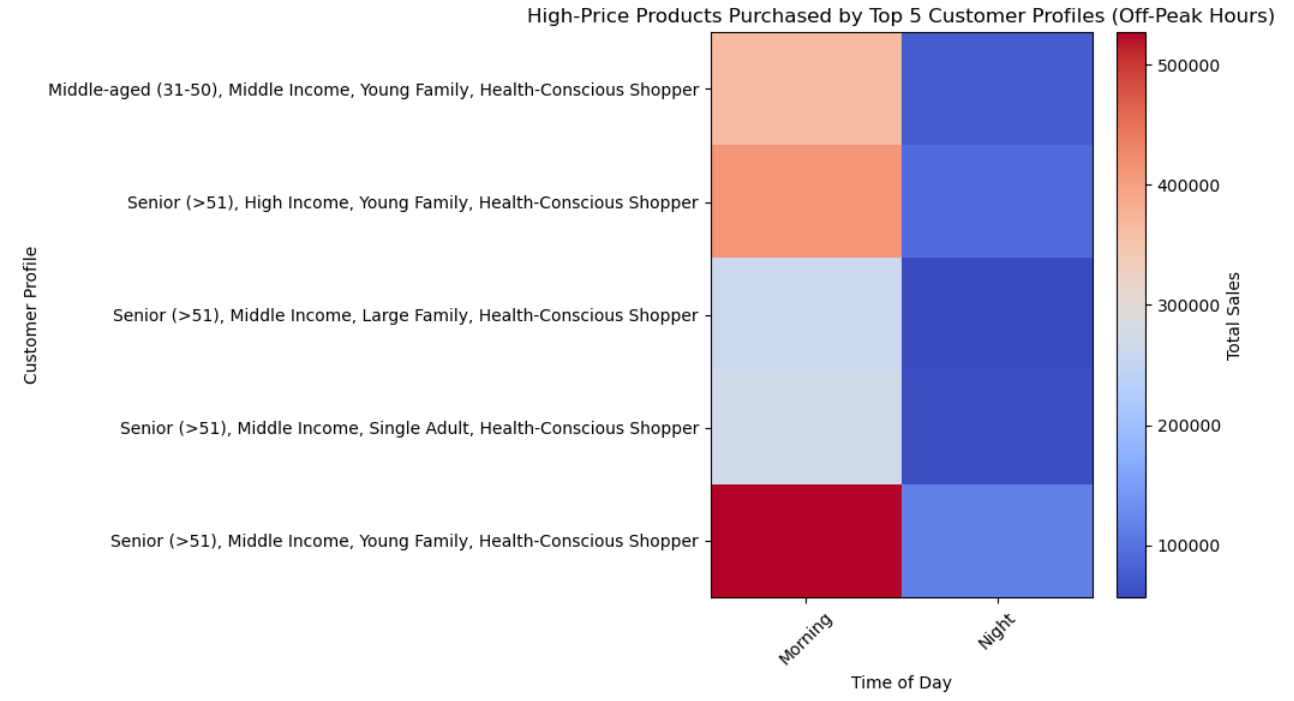 High-Price Products Purchased by Top 5 Customer Profiles (Off-Peak Hours)
Customer Profile
Middle-aged (31-50), Middle Income, Young Family, Health-Conscious Shopper
Senior (>51), High Income, Young Family, Health-Conscious Shopper
Senior (>51), Middle Income, Large Family, Health-Conscious Shopper
Senior (>51), Middle Income, Single Adult, Health-Conscious Shopper
Senior (>51), Middle Income, Young Family, Health-Conscious Shopper
Morning
Night
Time of Day
500000
400000
300000
200000
100000
Total Sales